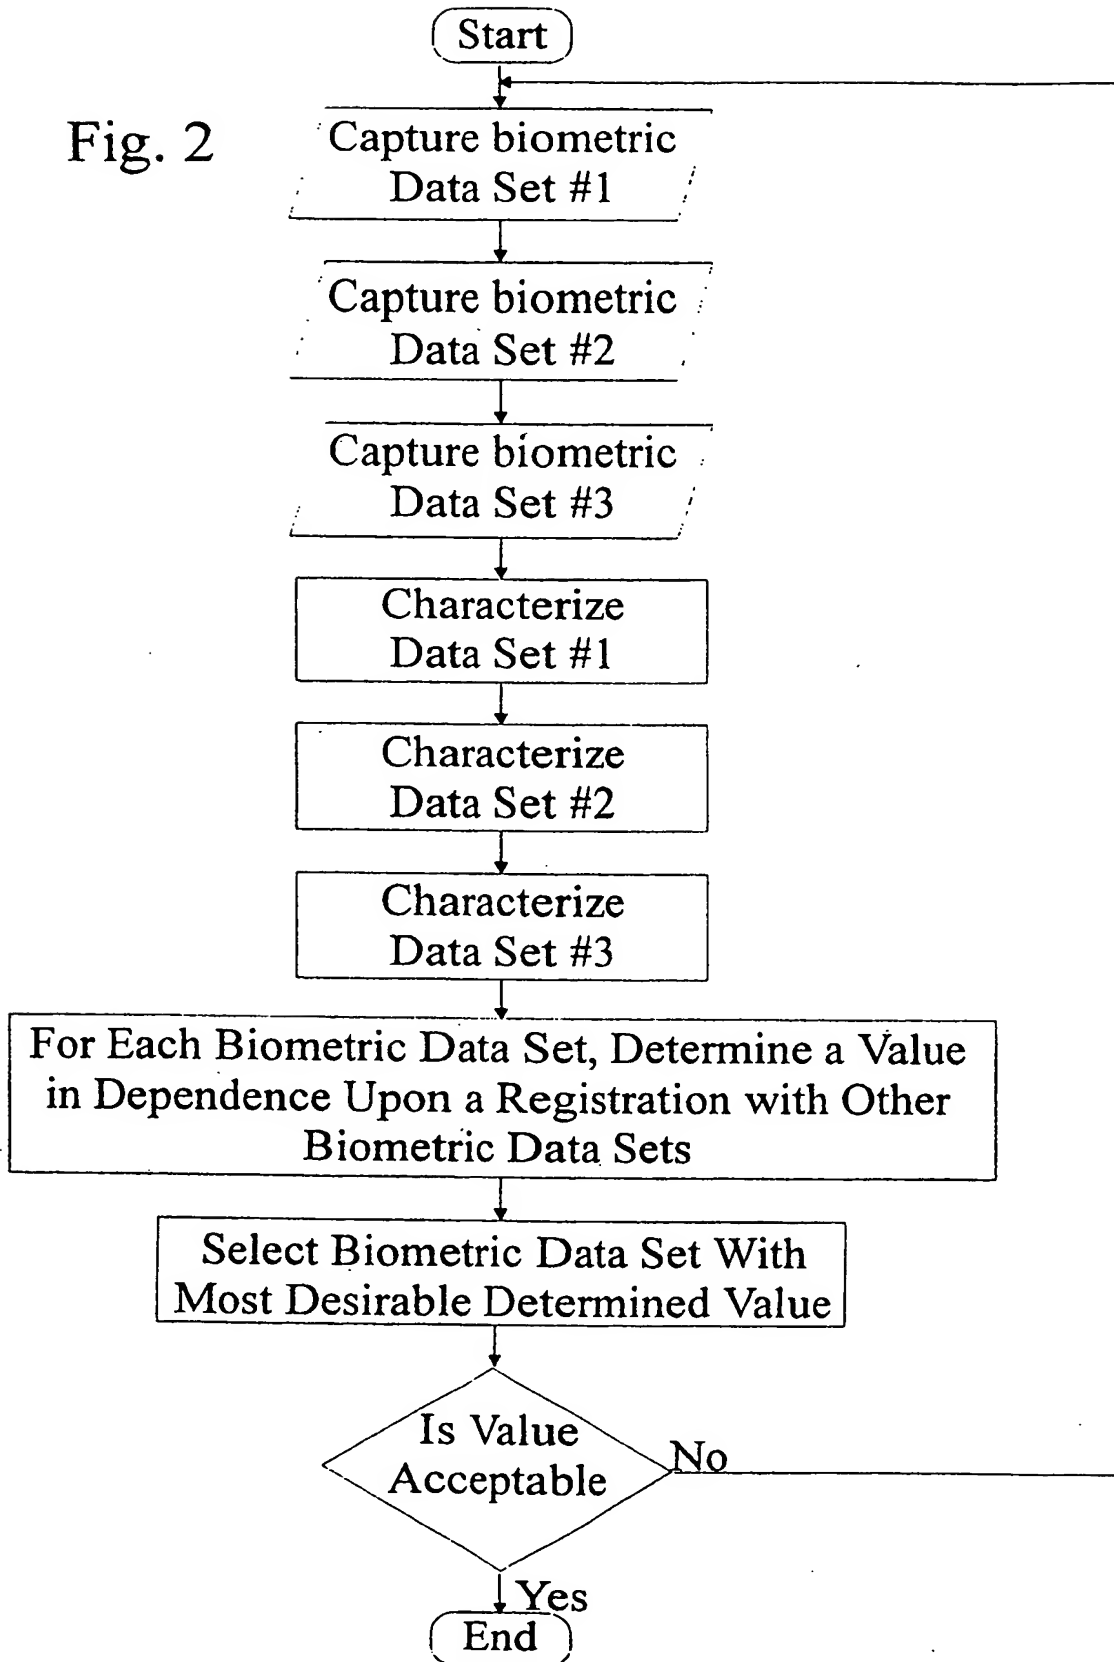 Start
Fig. 2
Capture biometric
Data Set #1
Capture biometric
Data Set #2
Capture biometric
Data Set #3
Characterize
Data Set #1
Characterize
Data Set #2
Characterize
Data Set #3
For Each Biometric Data Set, Determine a Value
in Dependence Upon a Registration with Other
Biometric Data Sets
Select Biometric Data Set With
Most Desirable Determined Value
Is Value
Acceptable
No
Yes
End